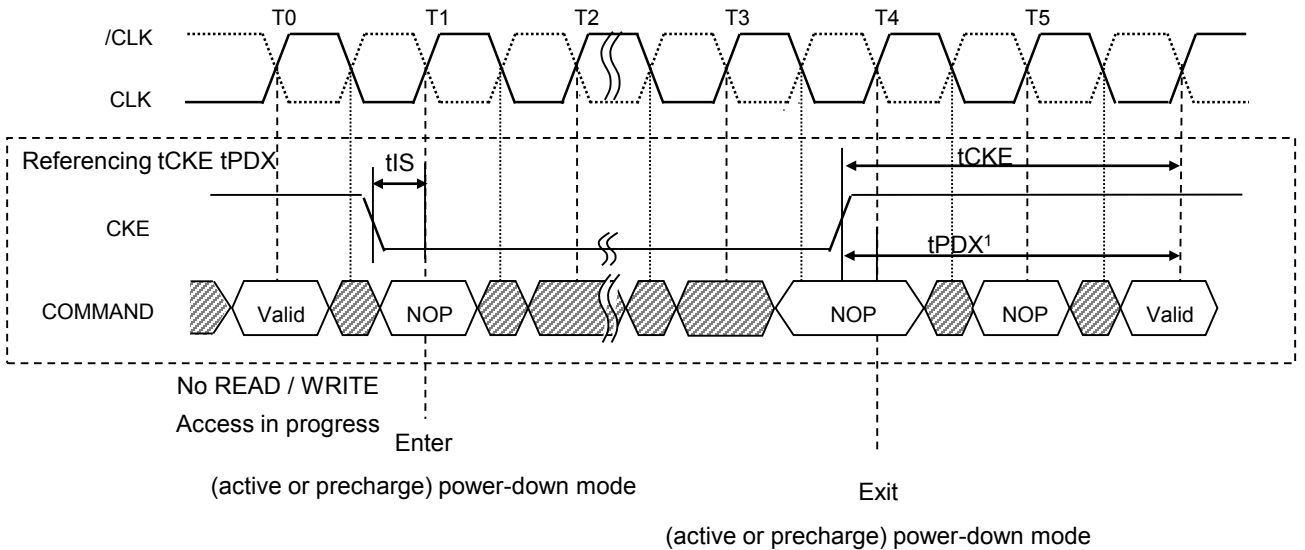 T0 T1 T2 T3 T4 T5
/CLK
CLK
Referencing tCKE tPDX
tIS
tCKE
CKE
tPDX¹
COMMAND
Valid NOP NOP NOP Valid
No READ / WRITE
Access in progress
Enter
(active or precharge) power-down mode
Exit
(active or precharge) power-down mode